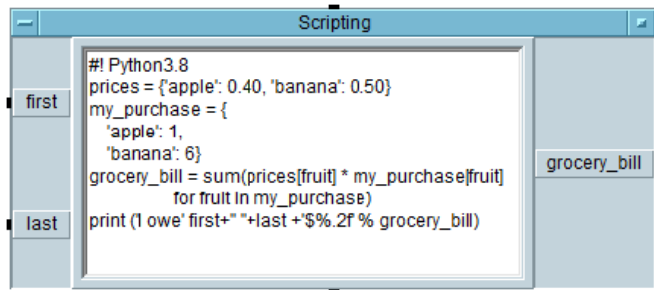 Scripting
#! Python3.8
prices = {'apple': 0.40, 'banana': 0.50}
my_purchase = {
'apple': 1,
'banana': 6}
grocery_bill = sum(prices[fruit] * my_purchase[fruit]
for fruit in my_purchase)
print ('I owe' first+" "+last +'$%.2f' % grocery_bill)
first
last
grocery_bill